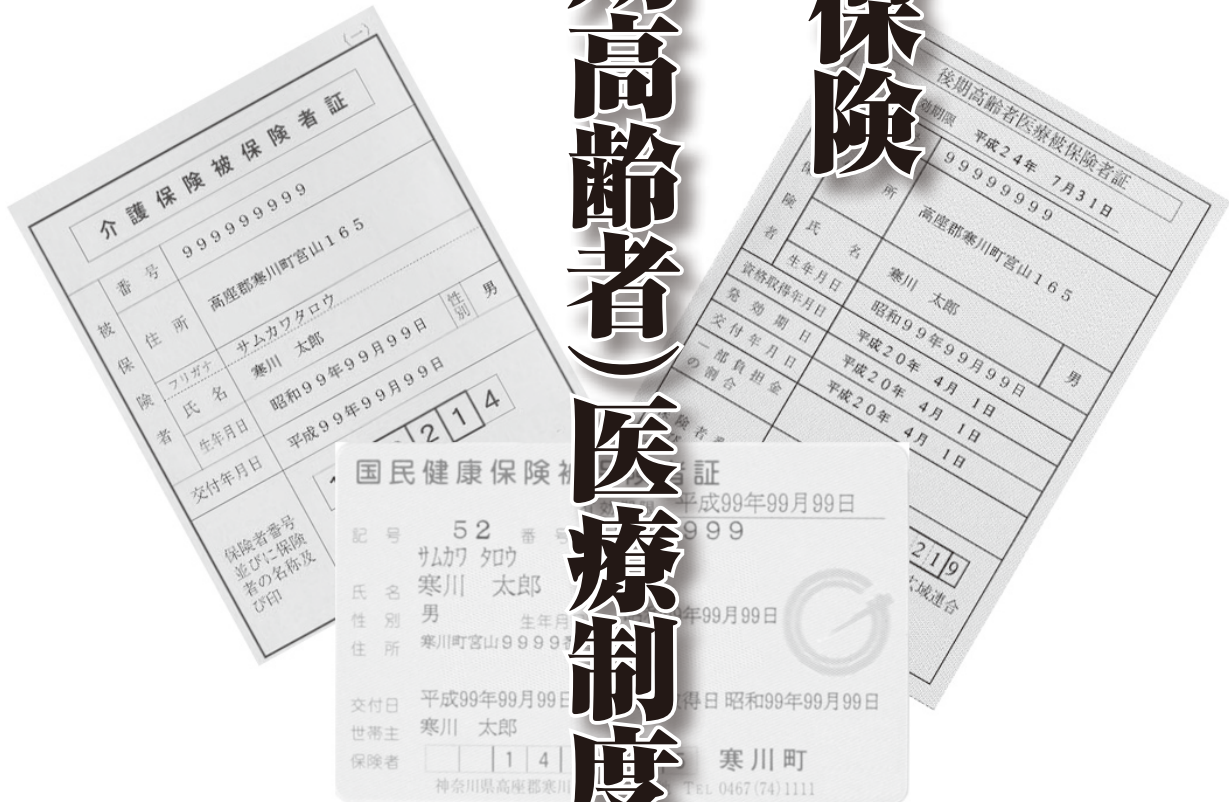 保険
高齢者）医療制度
(一)
介護保険被保険者証
番号 9999999999
被保険者
住所 高座郡寒川町宮山165
フリガナ サムカワタロウ
氏名 寒川 太郎
生年月日 昭和99年99月99日 性別 男
交付年月日 平成99年99月99日
214
保険者番号
並びに保険
者の名称及
び印
後期高齢者医療被保険者証
効期限 平成24年 7月31日
99999999
所 高座郡寒川町宮山165
険者
氏名 寒川 太郎
生年月日 昭和99年99月99日 男
資格取得年月日 平成20年 4月 1日
発効期日 平成20年 4月 1日
交付年月日 平成20年 4月 1日
一部負担金
の割合
険者番
219
広域連合
国民健康保険被 者証
平成99年99月99日
記号 52 番号 999
サムカワ タロウ
氏名 寒川 太郎
性別 男 生年月 年99月99日
住所 寒川町宮山9999番
交付日 平成99年99月99日 得日 昭和99年99月99日
世帯主 寒川 太郎
保険者 14 寒川町
神奈川県高座郡寒川 TEL 0467(74)1111